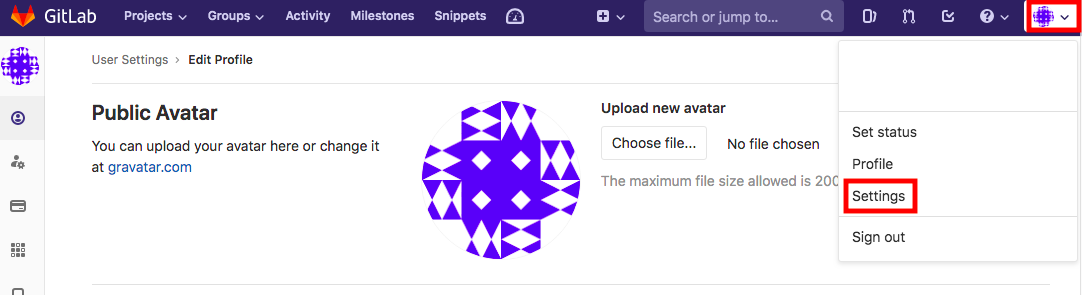 GitLab Projects Groups Activity Milestones Snippets Search or jump to...
User Settings > Edit Profile
Public Avatar
You can upload your avatar here or change it
at gravatar.com
Upload new avatar
Choose file... No file chosen
The maximum file size allowed is 200
Set status
Profile
Settings
Sign out